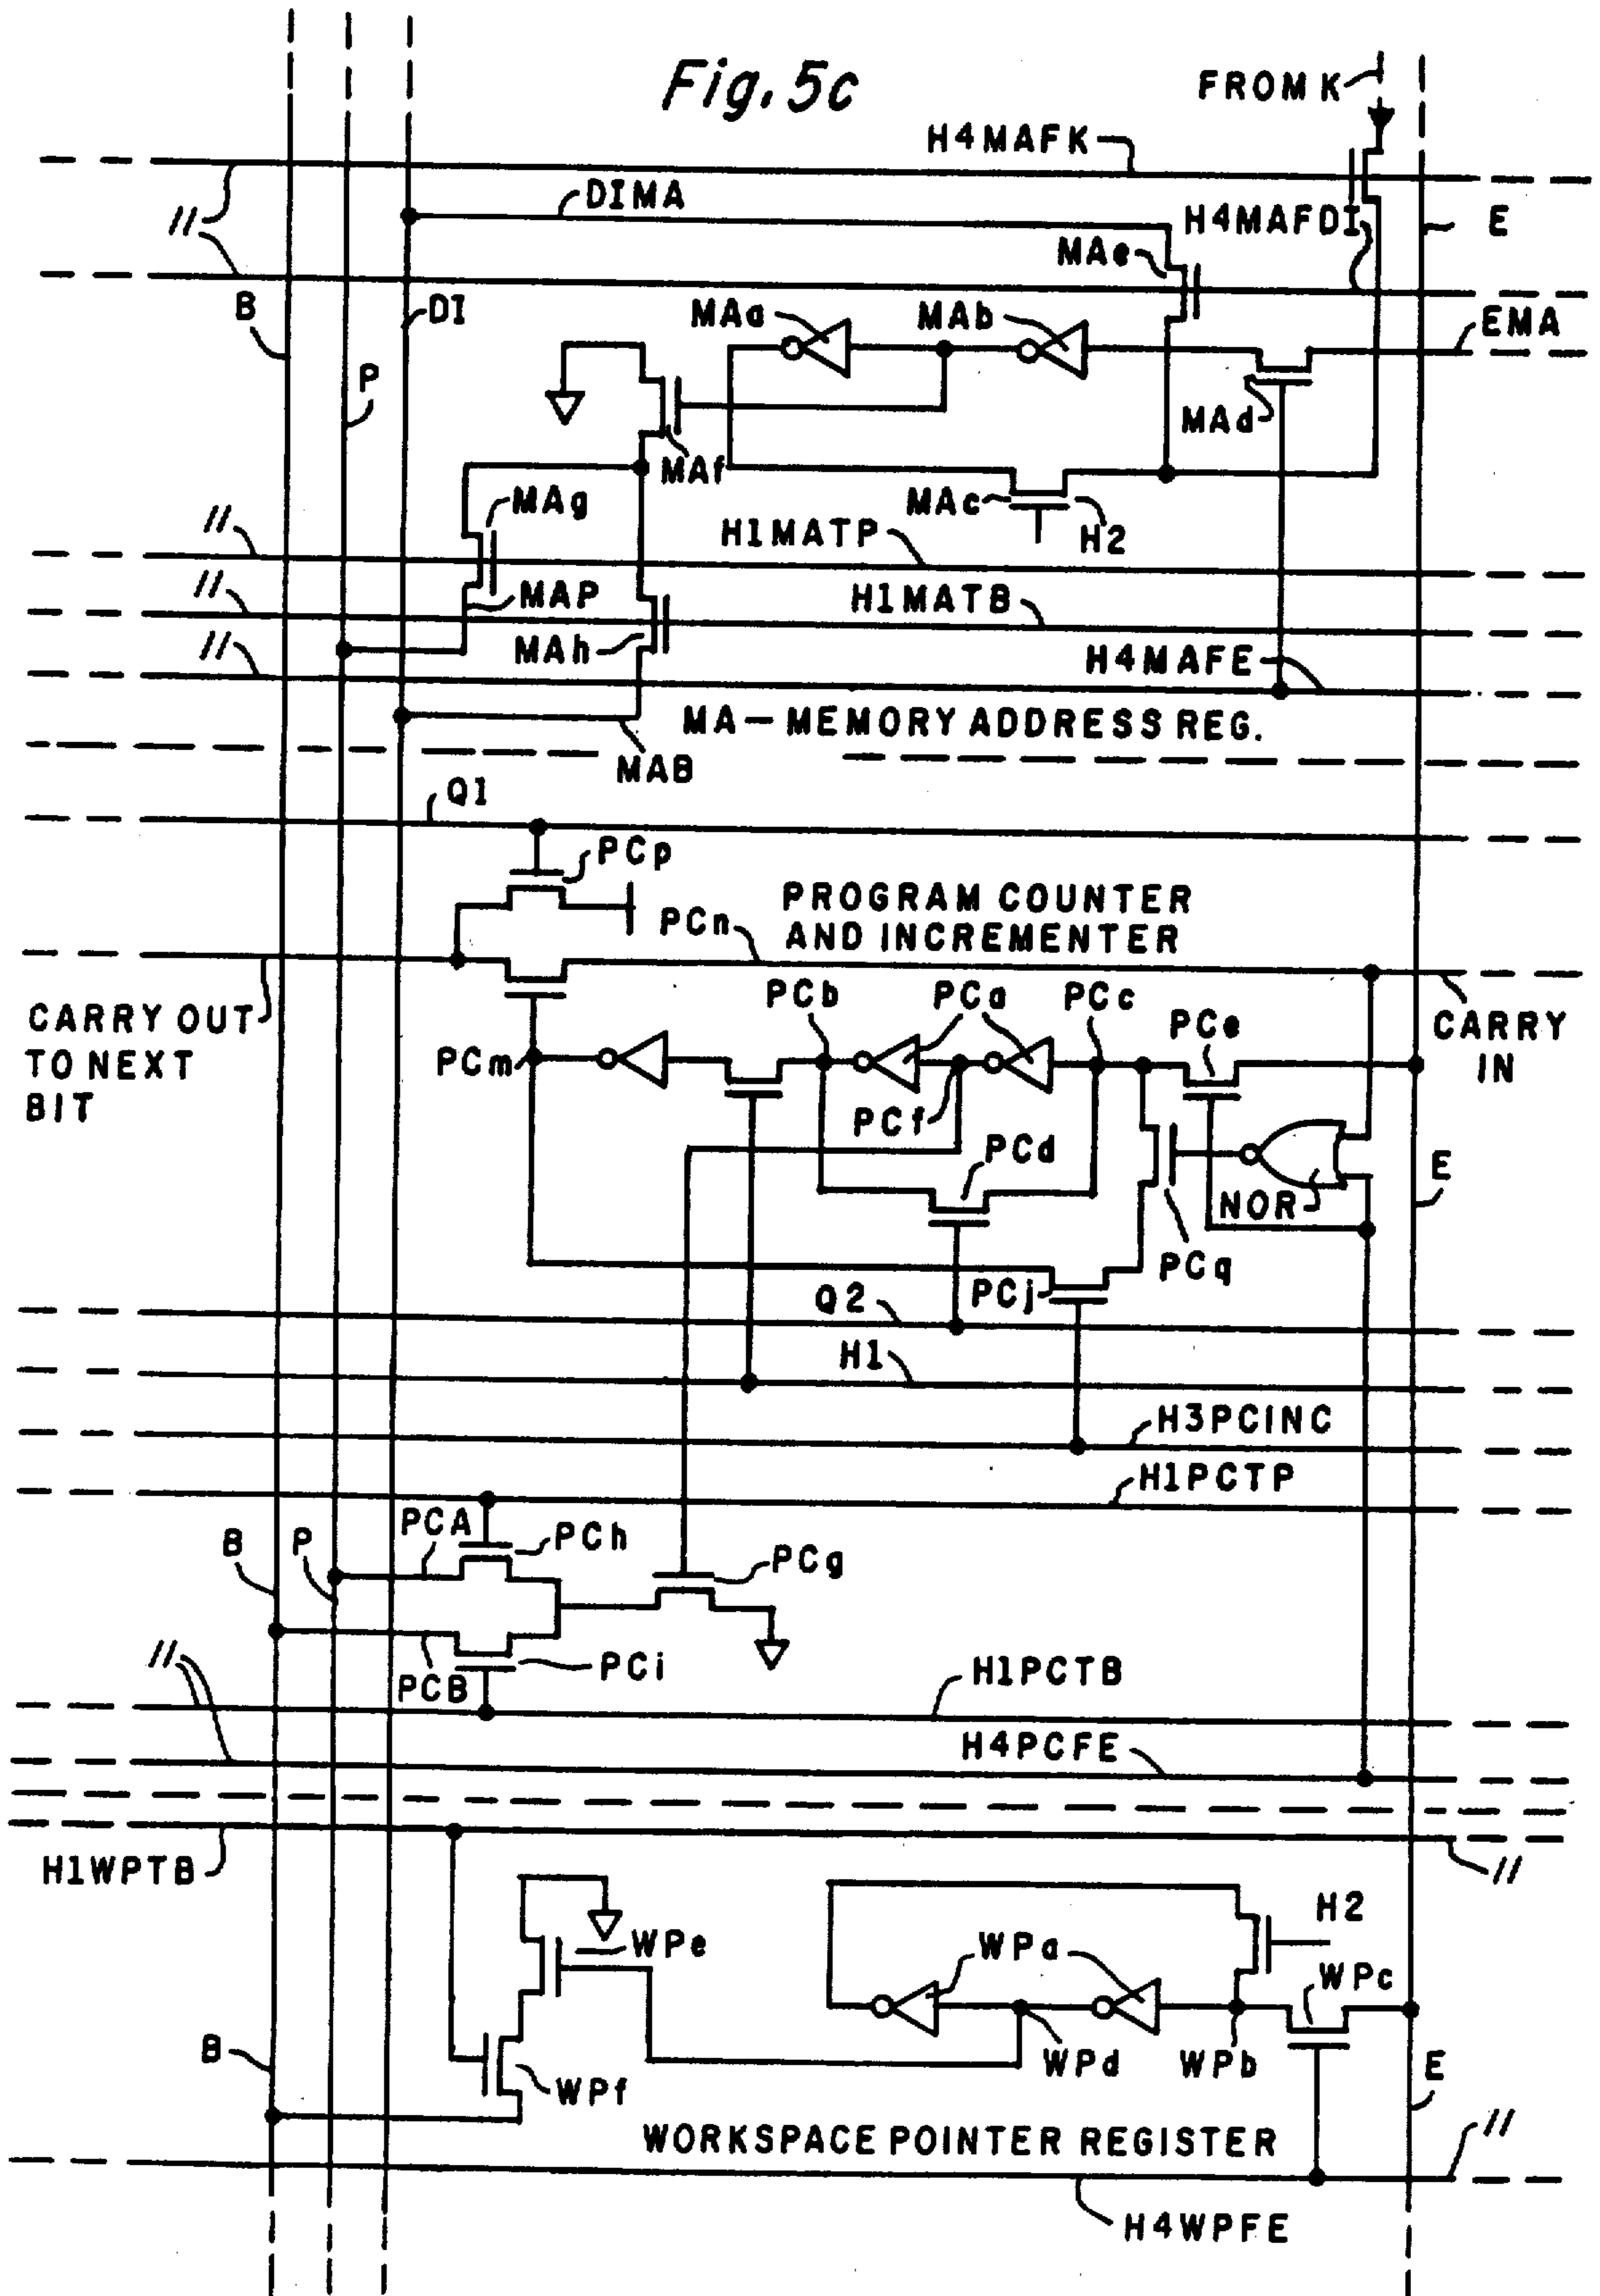 Fig. 5c
FROM K
H4MAFK
DIMA
H4MAFDI
E
//
MAe
B
DI
MAa
MAb
EMA
P
MAd
MAf
MAg
MAc
H2
//
H1MATP
//
MAP
H1MATB
MAh
//
H4MAFE
MA — MEMORY ADDRESS REG.
MAB
Q1
PCp
PROGRAM COUNTER
AND INCREMENTER
PCn
CARRY OUT
TO NEXT
BIT
PCb
PCa
PCc
PCe
CARRY
IN
PCm
PCf
PCd
NOR
E
PCq
PCj
Q2
H1
H3PCINC
H1PCTP
PCA
PCh
B
P
PCg
//
PCi
PCB
H1PCTB
H4PCFE
H1WPTB
//
H2
WPe
WPa
WPc
B
WPd
WPb
E
WPf
WORKSPACE POINTER REGISTER
//
H4WPFE